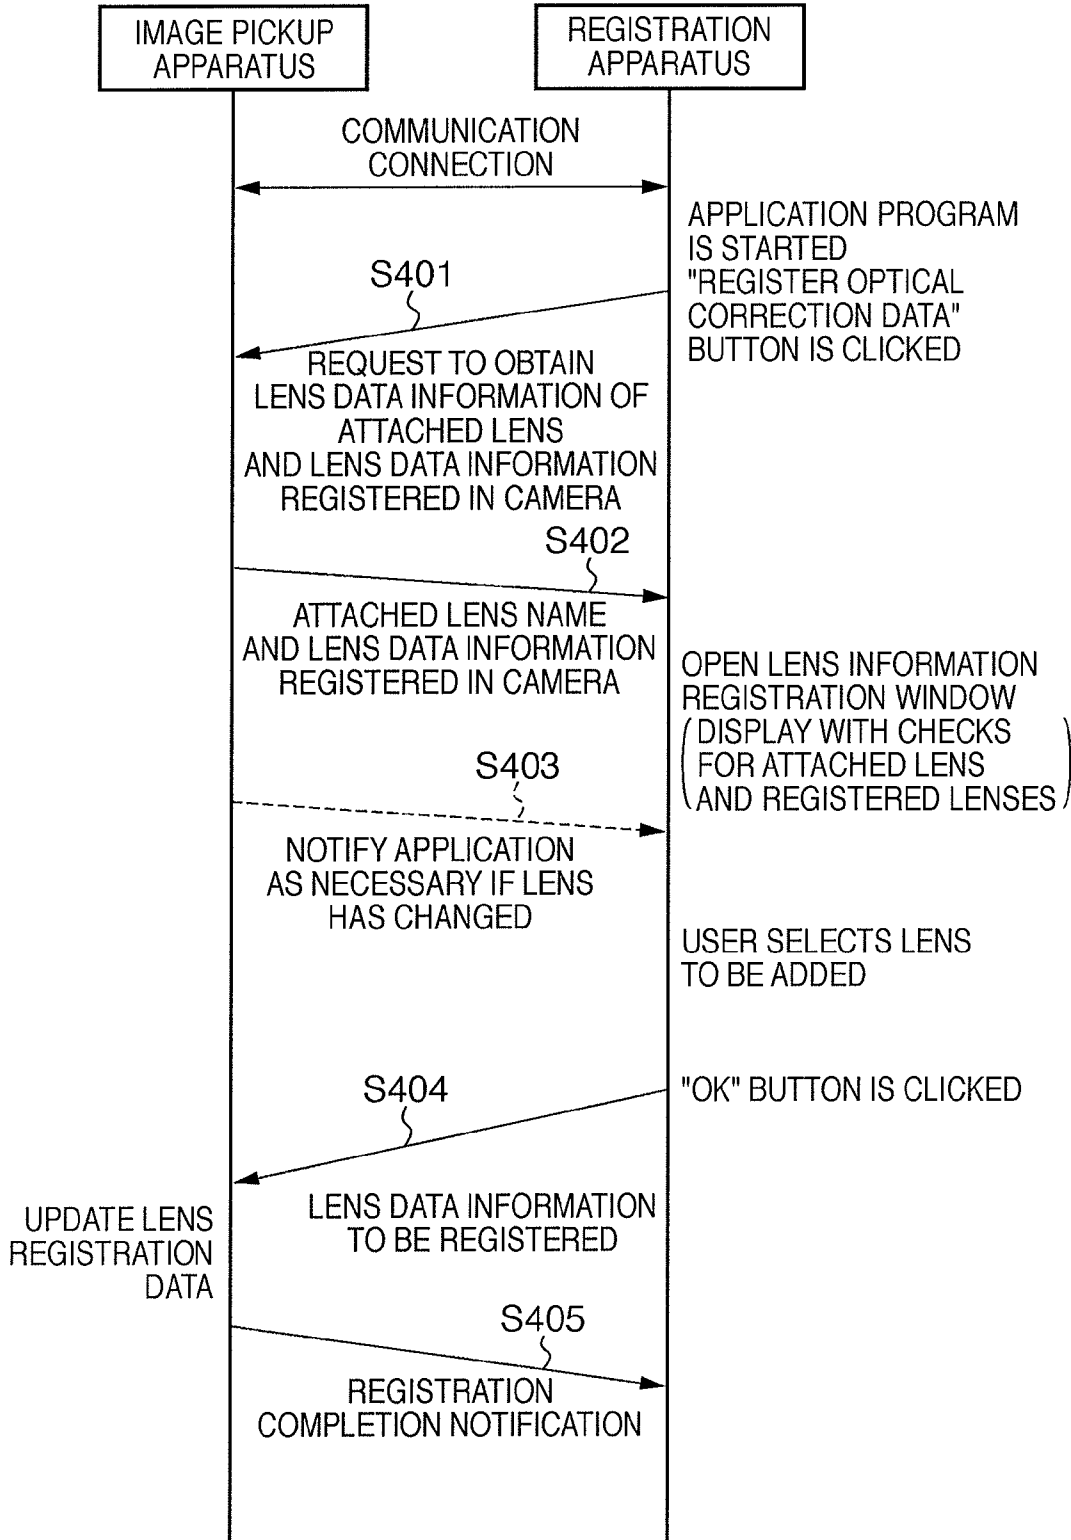 IMAGE PICKUP
APPARATUS
REGISTRATION
APPARATUS
COMMUNICATION
CONNECTION
APPLICATION PROGRAM
IS STARTED
"REGISTER OPTICAL
CORRECTION DATA"
BUTTON IS CLICKED
S401
REQUEST TO OBTAIN
LENS DATA INFORMATION OF
ATTACHED LENS
AND LENS DATA INFORMATION
REGISTERED IN CAMERA
S402
ATTACHED LENS NAME
AND LENS DATA INFORMATION
REGISTERED IN CAMERA
OPEN LENS INFORMATION
REGISTRATION WINDOW
(DISPLAY WITH CHECKS
FOR ATTACHED LENS
AND REGISTERED LENSES)
S403
NOTIFY APPLICATION
AS NECESSARY IF LENS
HAS CHANGED
USER SELECTS LENS
TO BE ADDED
"OK" BUTTON IS CLICKED
S404
LENS DATA INFORMATION
TO BE REGISTERED
UPDATE LENS
REGISTRATION
DATA
S405
REGISTRATION
COMPLETION NOTIFICATION